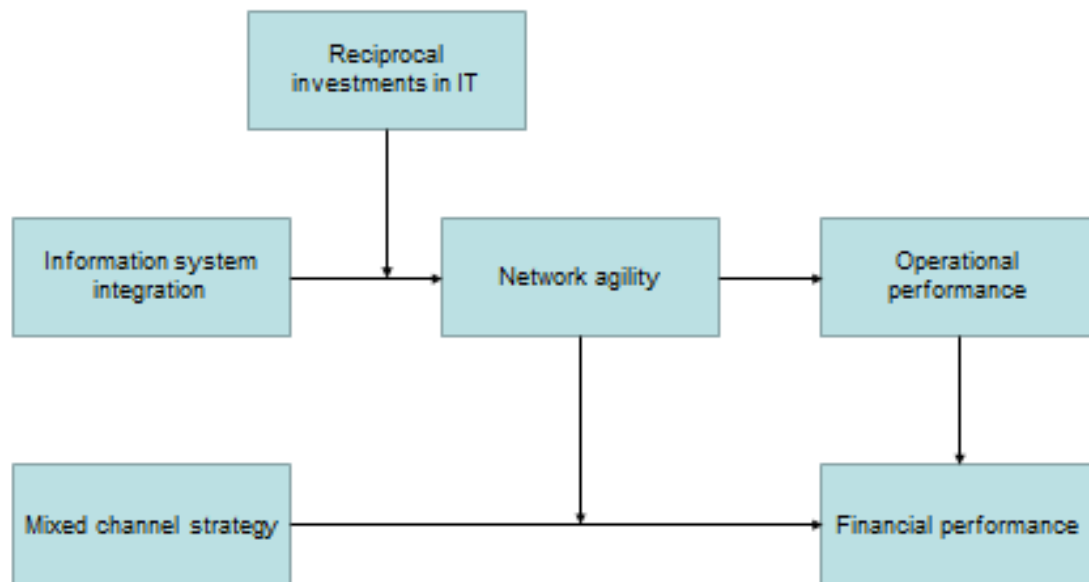 Reciprocal
investments in IT
Information system
integration
Network agility
Operational
performance
Mixed channel strategy
Financial performance